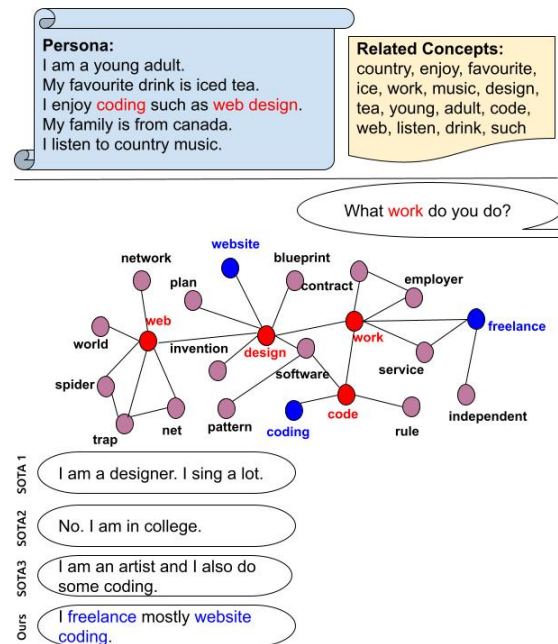 Persona:
I am a young adult.
My favourite drink is iced tea.
I enjoy coding such as web design.
My family is from canada.
I listen to country music.
Related Concepts:
country, enjoy, favourite,
ice, work, music, design,
tea, young, adult, code,
web, listen, drink, such
What work do you do?
website
network
blueprint
plan
contract
employer
web
world
invention
design
work
freelance
spider
software
service
trap
net
pattern
coding
code
rule
independent
SOTA 1
I am a designer. I sing a lot.
SOTA2
No. I am in college.
SOTA3
I am an artist and I also do
some coding.
Ours
I freelance mostly website
coding.